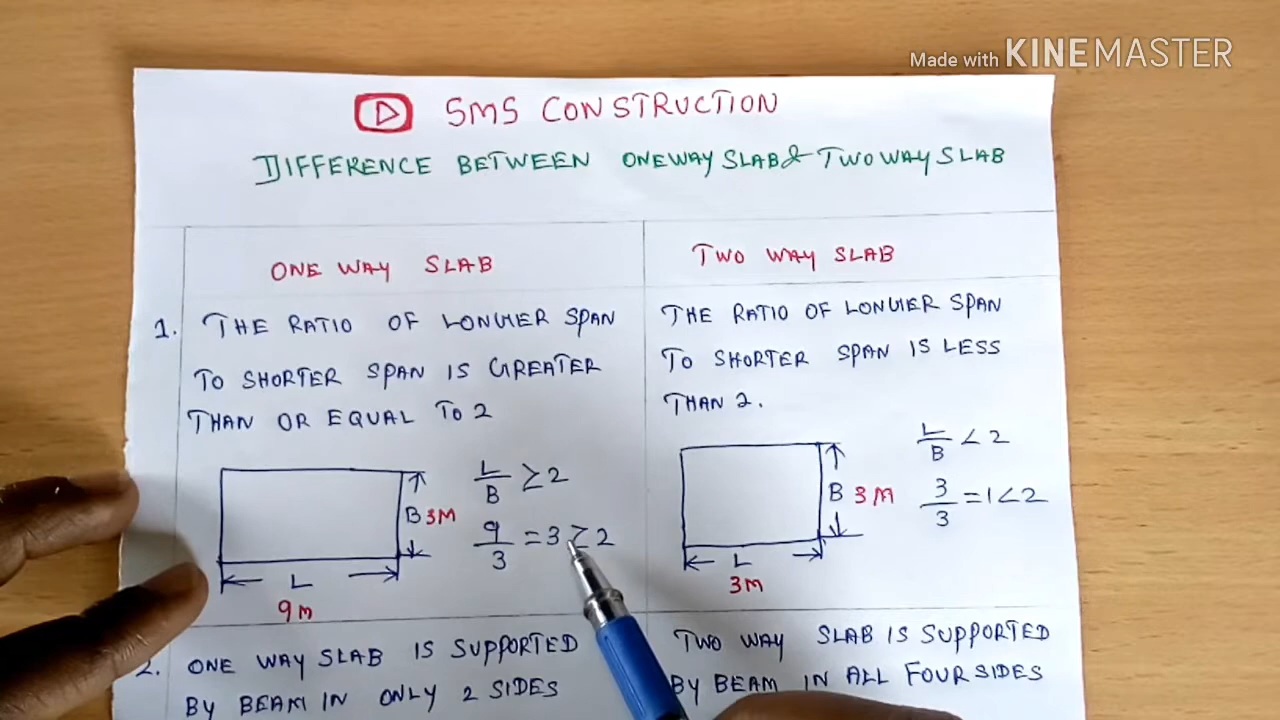 Made with KINEMASTER
SMS CONSTRUCTION
DIFFERENCE BETWEEN ONEWAY SLAB & TWO WAY SLAB
ONE WAY SLAB
1. THE RATIO OF LONGER SPAN
TO SHORTER SPAN IS GREATER
THAN OR EQUAL TO 2
L/B ≥ 2
B 3M
9/3 = 3 ≥ 2
L
9m
2. ONE WAY SLAB IS SUPPORTED
BY BEAM IN ONLY 2 SIDES
TWO WAY SLAB
THE RATIO OF LONGER SPAN
TO SHORTER SPAN IS LESS
THAN 2.
L/B < 2
B 3M
3/3 = 1 < 2
L
3M
TWO WAY SLAB IS SUPPORTED
BY BEAM IN ALL FOUR SIDES